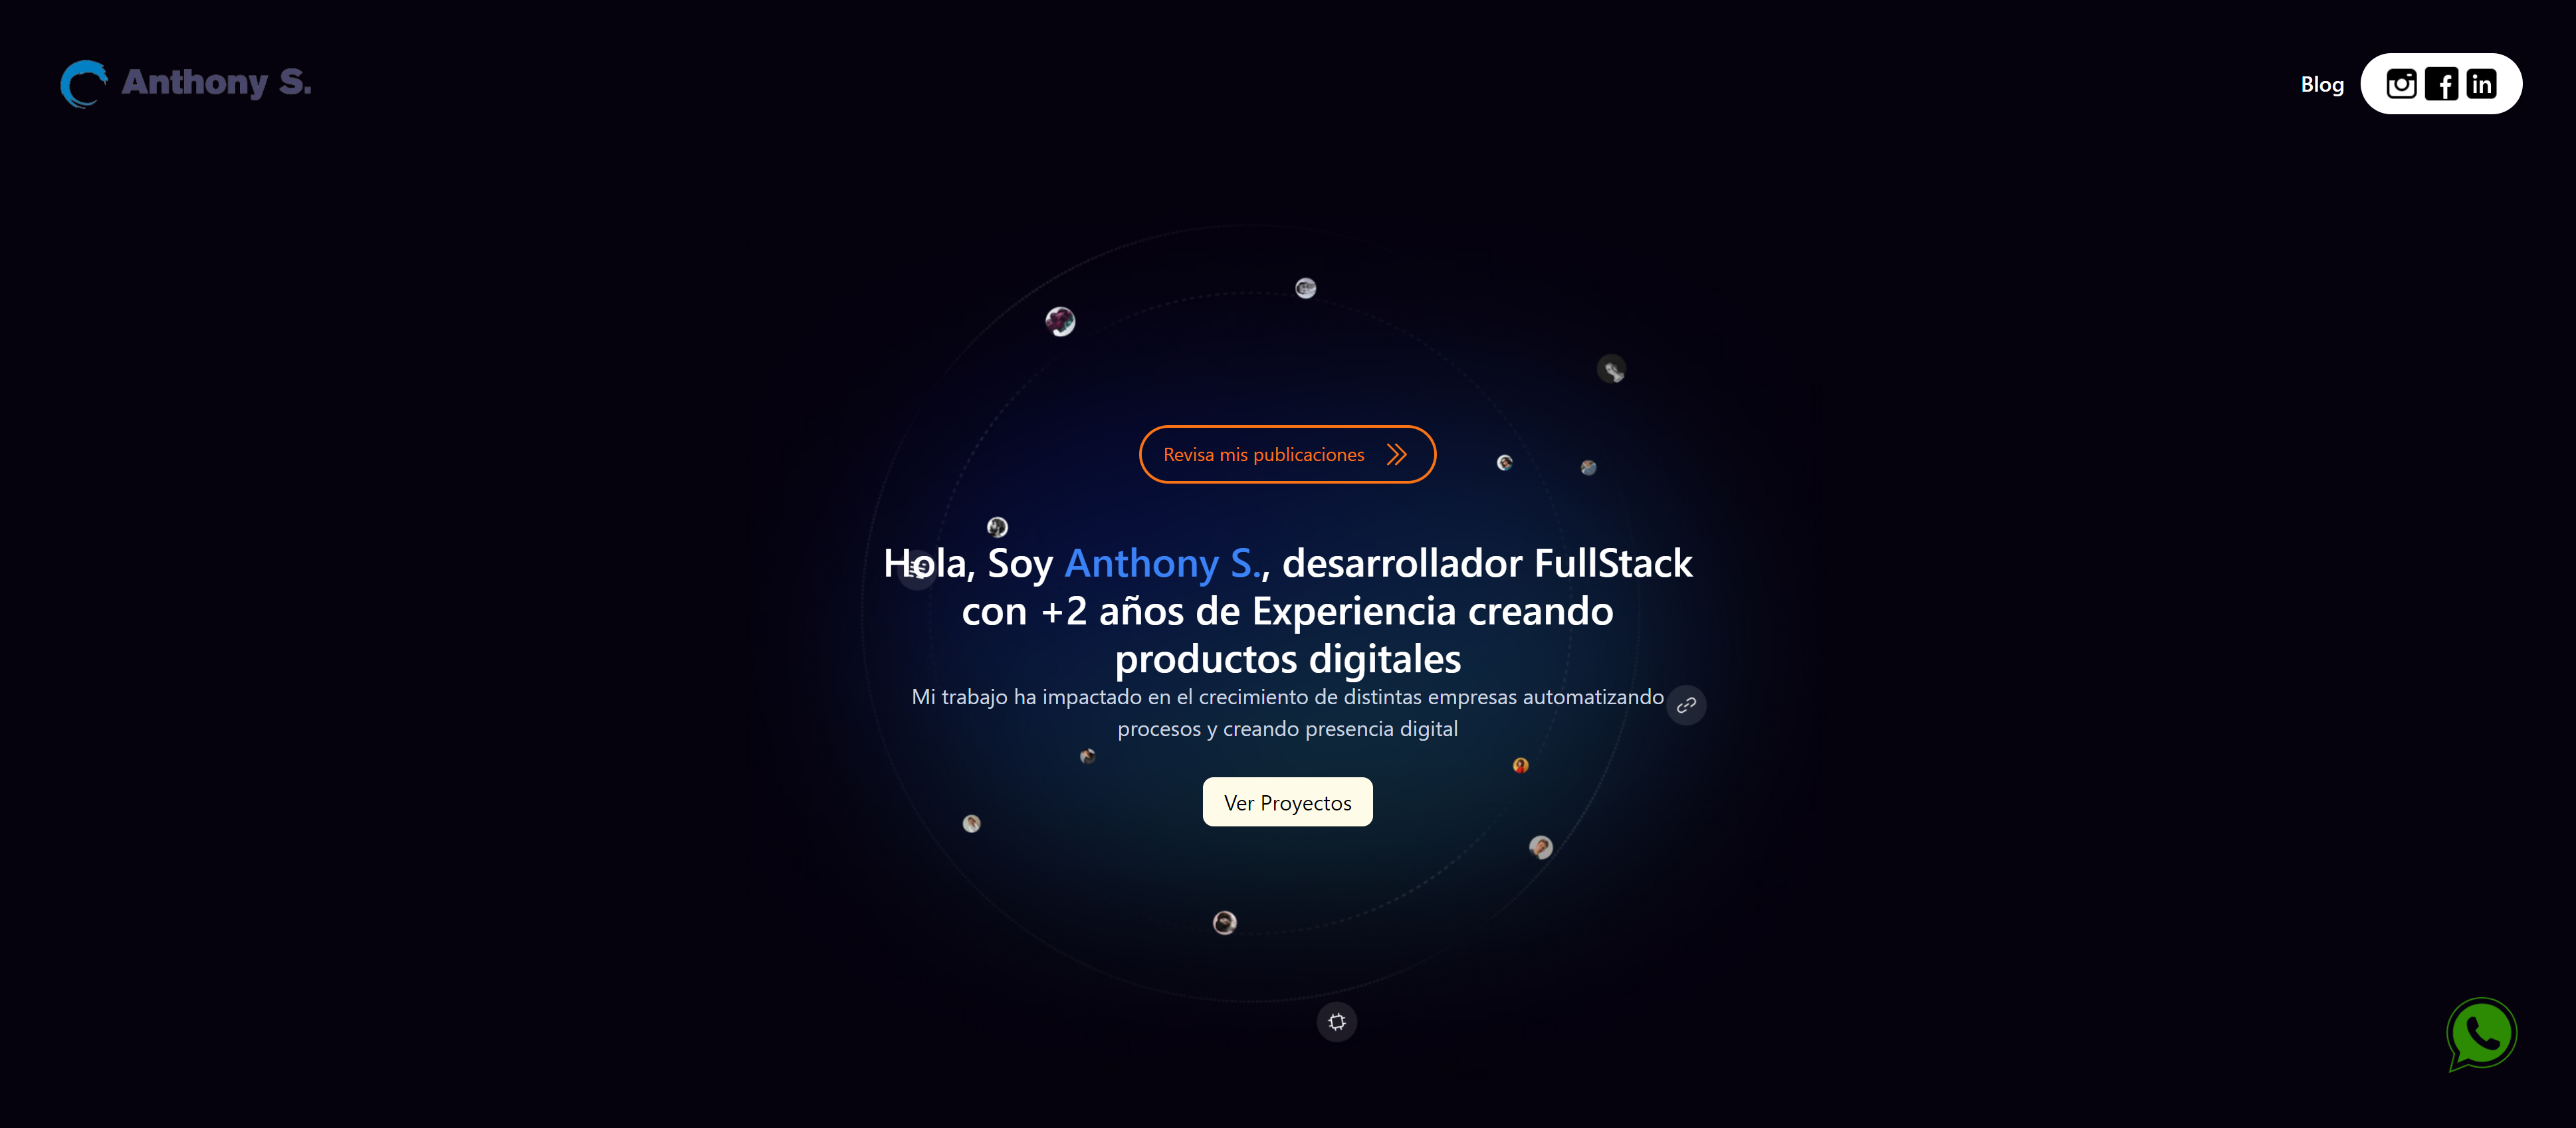 Anthony S.
Blog
Revisa mis publicaciones
Hola, Soy Anthony S., desarrollador FullStack
con +2 años de Experiencia creando
productos digitales
Mi trabajo ha impactado en el crecimiento de distintas empresas automatizando
procesos y creando presencia digital
Ver Proyectos